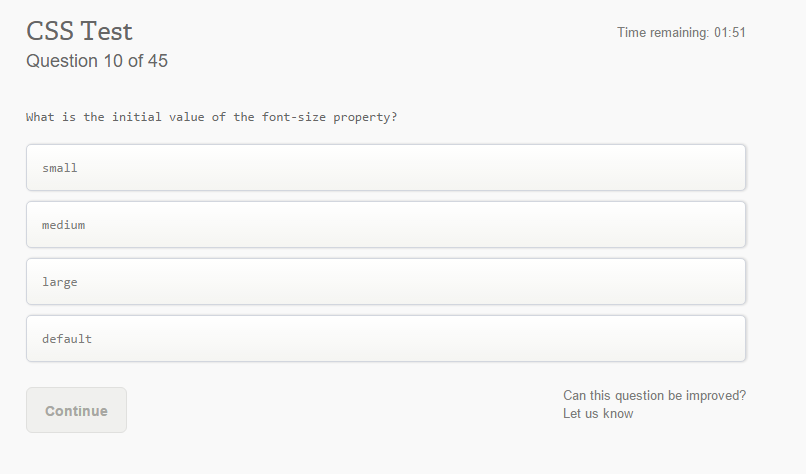 CSS Test
Time remaining: 01:51
Question 10 of 45
What is the initial value of the font-size property?
small
medium
large
default
Continue
Can this question be improved?
Let us know